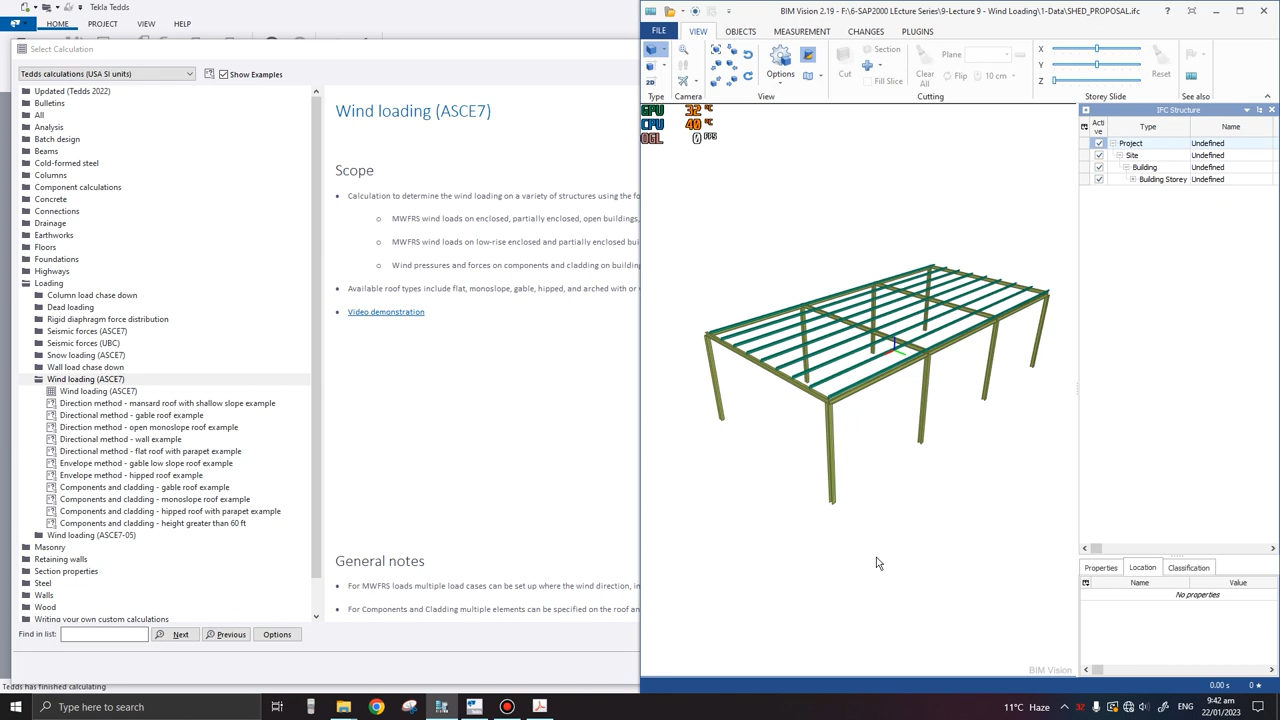 Tekla Tedds
HOME PROJECT VIEW HELP
Select Calculation
Tedds calculations (USA SI units)
Show Examples
Updated (Tedds 2022)
Bulletins
All
Analysis
Batch design
Beams
Cold-formed steel
Columns
Component calculations
Concrete
Connections
Drainage
Earthworks
Floors
Foundations
Highways
Loading
Column load chase down
Dead loading
Rigid diaphragm force distribution
Seismic forces (ASCE7)
Seismic forces (UBC)
Snow loading (ASCE7)
Wall load chase down
Wind loading (ASCE7)
Wind loading (ASCE7)
Direction method - mansard roof with shallow slope example
Directional method - gable roof example
Direction method - open monoslope roof example
Directional method - wall example
Directional method - flat roof with parapet example
Envelope method - gable low slope roof example
Envelope method - hipped roof example
Components and cladding - gable roof example
Components and cladding - monoslope roof example
Components and cladding - hipped roof with parapet example
Components and cladding - height greater than 60 ft
Wind loading (ASCE7-05)
Masonry
Retaining walls
Section properties
Steel
Walls
Wood
Writing your own custom calculations
Find in list:
Next
Previous
Options
Tedds has finished calculating
Wind loading (ASCE7)
Scope
Calculation to determine the wind loading on a variety of structures using the fo
MWFRS wind loads on enclosed, partially enclosed, open buildings,
MWFRS wind loads on low-rise enclosed and partially enclosed bui
Wind pressures and forces on components and cladding on building
Available roof types include flat, monoslope, gable, hipped, and arched with or
Video demonstration
General notes
For MWFRS loads multiple load cases can be set up where the wind direction, in
For Components and Cladding multiple elements can be specified on the roof an
BIM Vision 2.19 - F:\6-SAP2000 LEcture Series\9-Lecture 9 - Wind Loading\1-Data\SHED_PROPOSAL.ifc
FILE VIEW OBJECTS MEASUREMENT CHANGES PLUGINS
2D
Type
Camera
Options
View
Cut
Section
Fill Slice
Clear All
Plane
Flip
10 cm
Cutting
X
Y
Z
Reset
Storey Slide
See also
GPU 32 °C
CPU 40 °C
OGL 0 FPS
IFC Structure
Acti ve
Type
Name
Project Undefined
Site Undefined
Building Undefined
Building Storey Undefined
Properties Location Classification
Name Value
No properties
BIM Vision
0.00 s
0
Type here to search
11°C Haze
32
ENG
9:42 am
22/01/2023